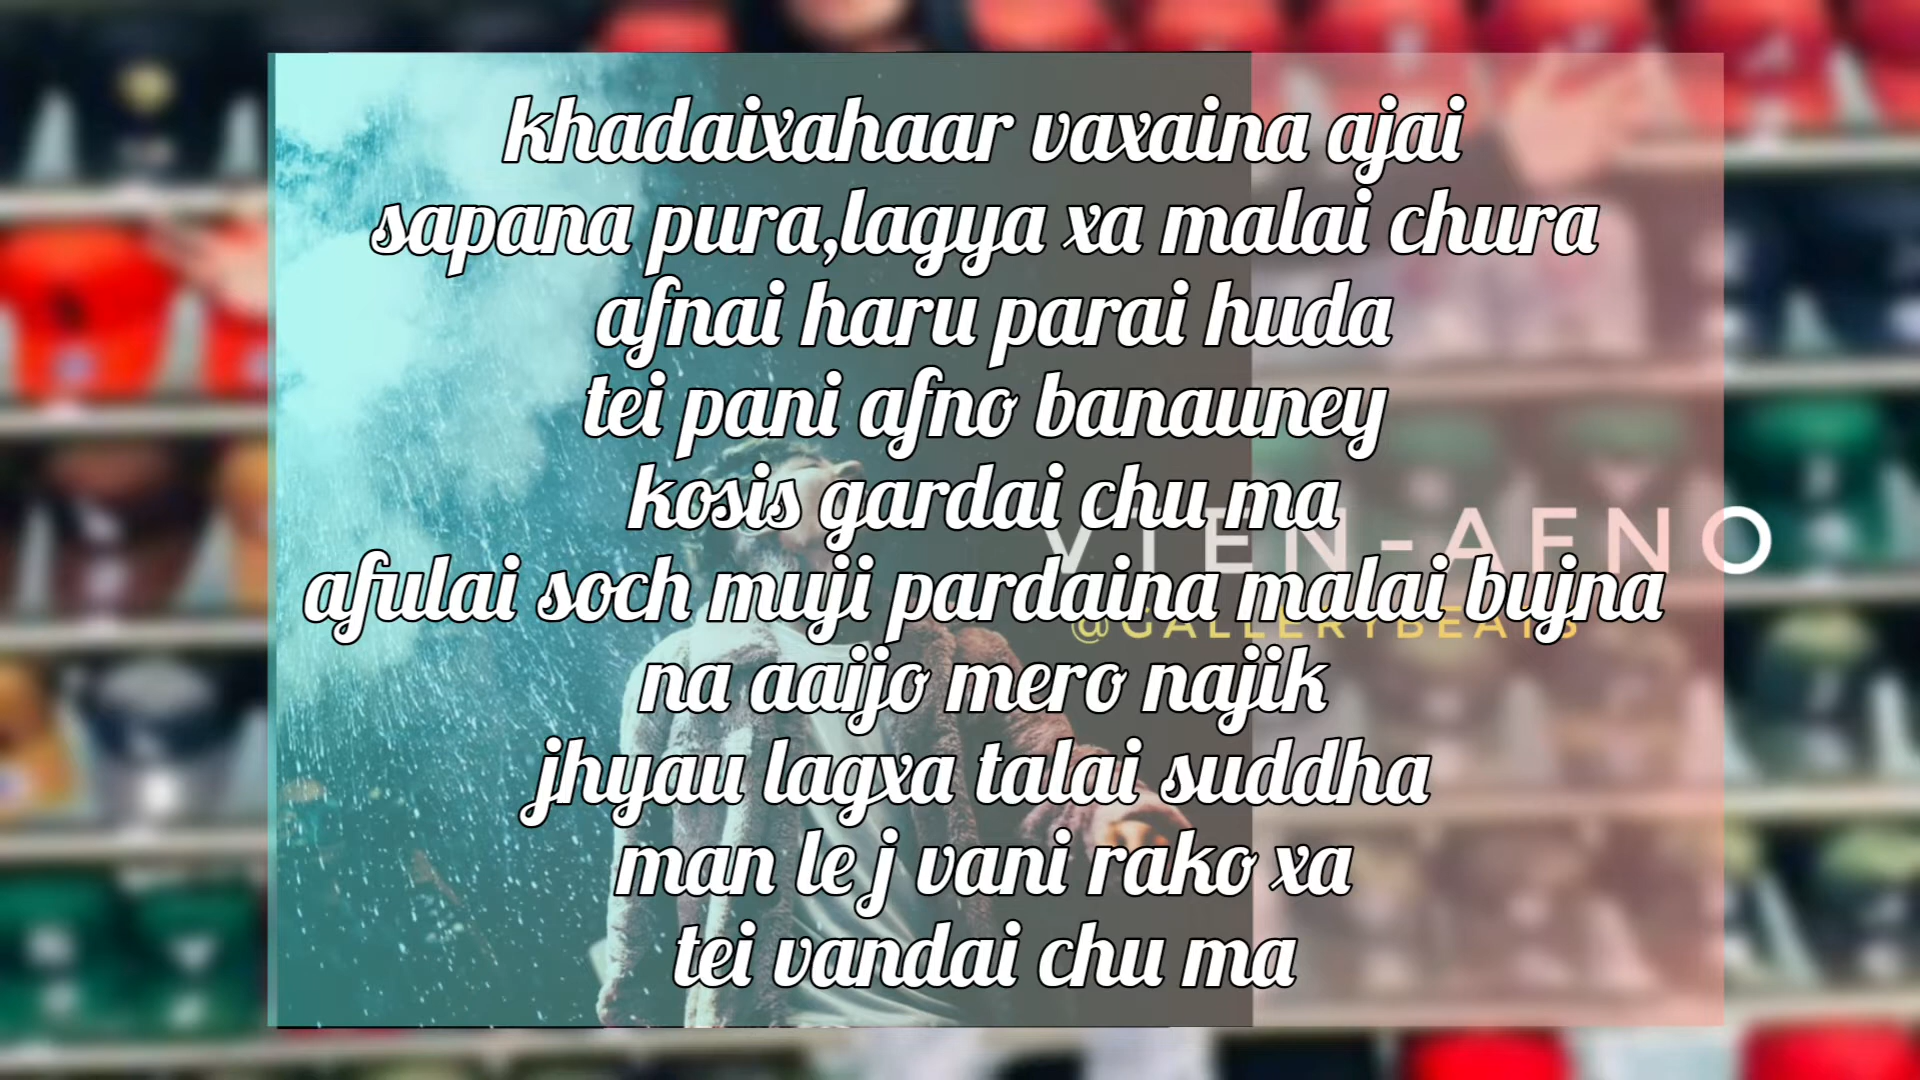 khadaixahaar vaxaina ajai
sapana pura,lagya xa malai chura
afnai haru parai huda
tei pani afno banauney
kosis gardai chu ma
afulai soch muji pardaina malai bujna
na aaijo mero najik
jhyau lagxa talai suddha
man le j vani rako xa
tei vandai chu ma
VTEN-AFNO
@GALLERYBEATS